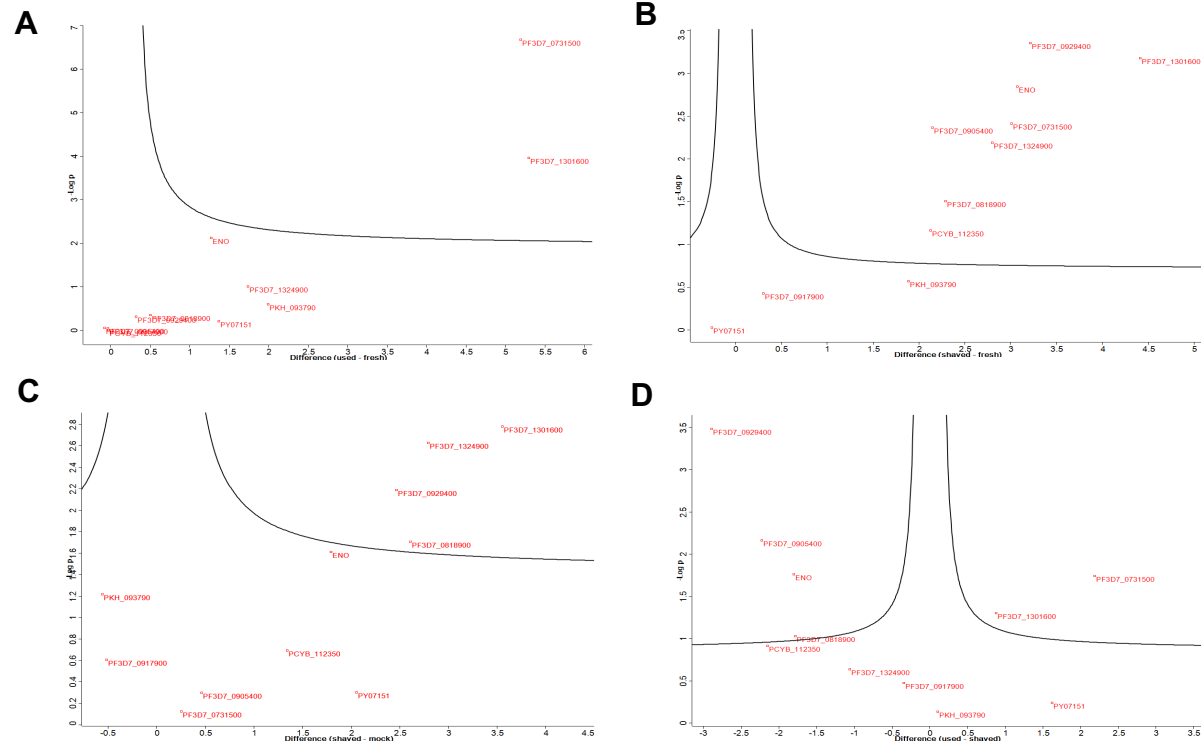 A
-Log p
7
6
5
4
3
2
1
0
PF3D7_0731500
PF3D7_1301600
ENO
PF3D7_1324900
PKH_093790
PF3D7_0818900
PF3D7_0929400
PY07151
PCYB_112350
0 0.5 1 1.5 2 2.5 3 3.5 4 4.5 5 5.5 6
Difference (used - fresh)
B
-Log p
3.5
3
2.5
2
1.5
1
0.5
0
PF3D7_0929400
PF3D7_1301600
ENO
PF3D7_0731500
PF3D7_0905400
PF3D7_1324900
PF3D7_0818900
PCYB_112350
PKH_093790
PF3D7_0917900
PY07151
0 0.5 1 1.5 2 2.5 3 3.5 4 4.5 5
Difference (shaved - fresh)
C
-Log p
2.8
2.6
2.4
2.2
2
1.8
1.6
1.4
1.2
1
0.8
0.6
0.4
0.2
0
PF3D7_1301600
PF3D7_1324900
PF3D7_0929400
PF3D7_0818900
ENO
PKH_093790
PCYB_112350
PF3D7_0917900
PF3D7_0905400
PY07151
PF3D7_0731500
-0.5 0 0.5 1 1.5 2 2.5 3 3.5 4 4.5
Difference (shaved - mock)
D
-Log p
3.5
3
2.5
2
1.5
1
0.5
0
PF3D7_0929400
PF3D7_0905400
ENO
PF3D7_0731500
PF3D7_1301600
PF3D7_0818900
PCYB_112350
PF3D7_1324900
PF3D7_0917900
PY07151
PKH_093790
-3 -2.5 -2 -1.5 -1 -0.5 0 0.5 1 1.5 2 2.5 3 3.5
Difference (used - shaved)